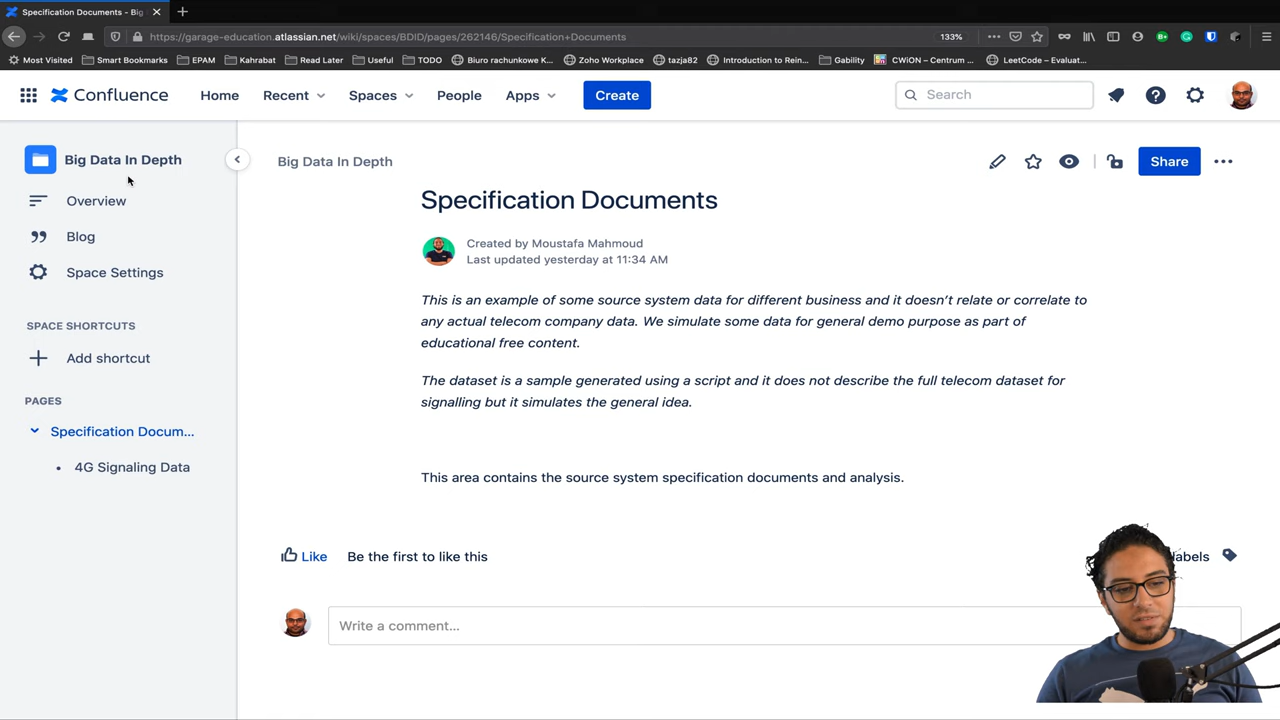 Specification Documents - Big
https://garage-education.atlassian.net/wiki/spaces/BDID/pages/262146/Specification+Documents
133%
Most Visited
Smart Bookmarks
EPAM
Kahrabat
Read Later
Useful
TODO
Biuro rachunkowe K...
Zoho Workplace
tazja82
Introduction to Rein...
Gability
CWiON – Centrum ...
LeetCode – Evaluat...
Confluence
Home
Recent
Spaces
People
Apps
Create
Search
Big Data In Depth
Overview
Blog
Space Settings
SPACE SHORTCUTS
Add shortcut
PAGES
Specification Docum...
4G Signaling Data
Big Data In Depth
Share
Specification Documents
Created by Moustafa Mahmoud
Last updated yesterday at 11:34 AM
This is an example of some source system data for different business and it doesn't relate or correlate to
any actual telecom company data. We simulate some data for general demo purpose as part of
educational free content.
The dataset is a sample generated using a script and it does not describe the full telecom dataset for
signalling but it simulates the general idea.
This area contains the source system specification documents and analysis.
Like
Be the first to like this
labels
Write a comment...